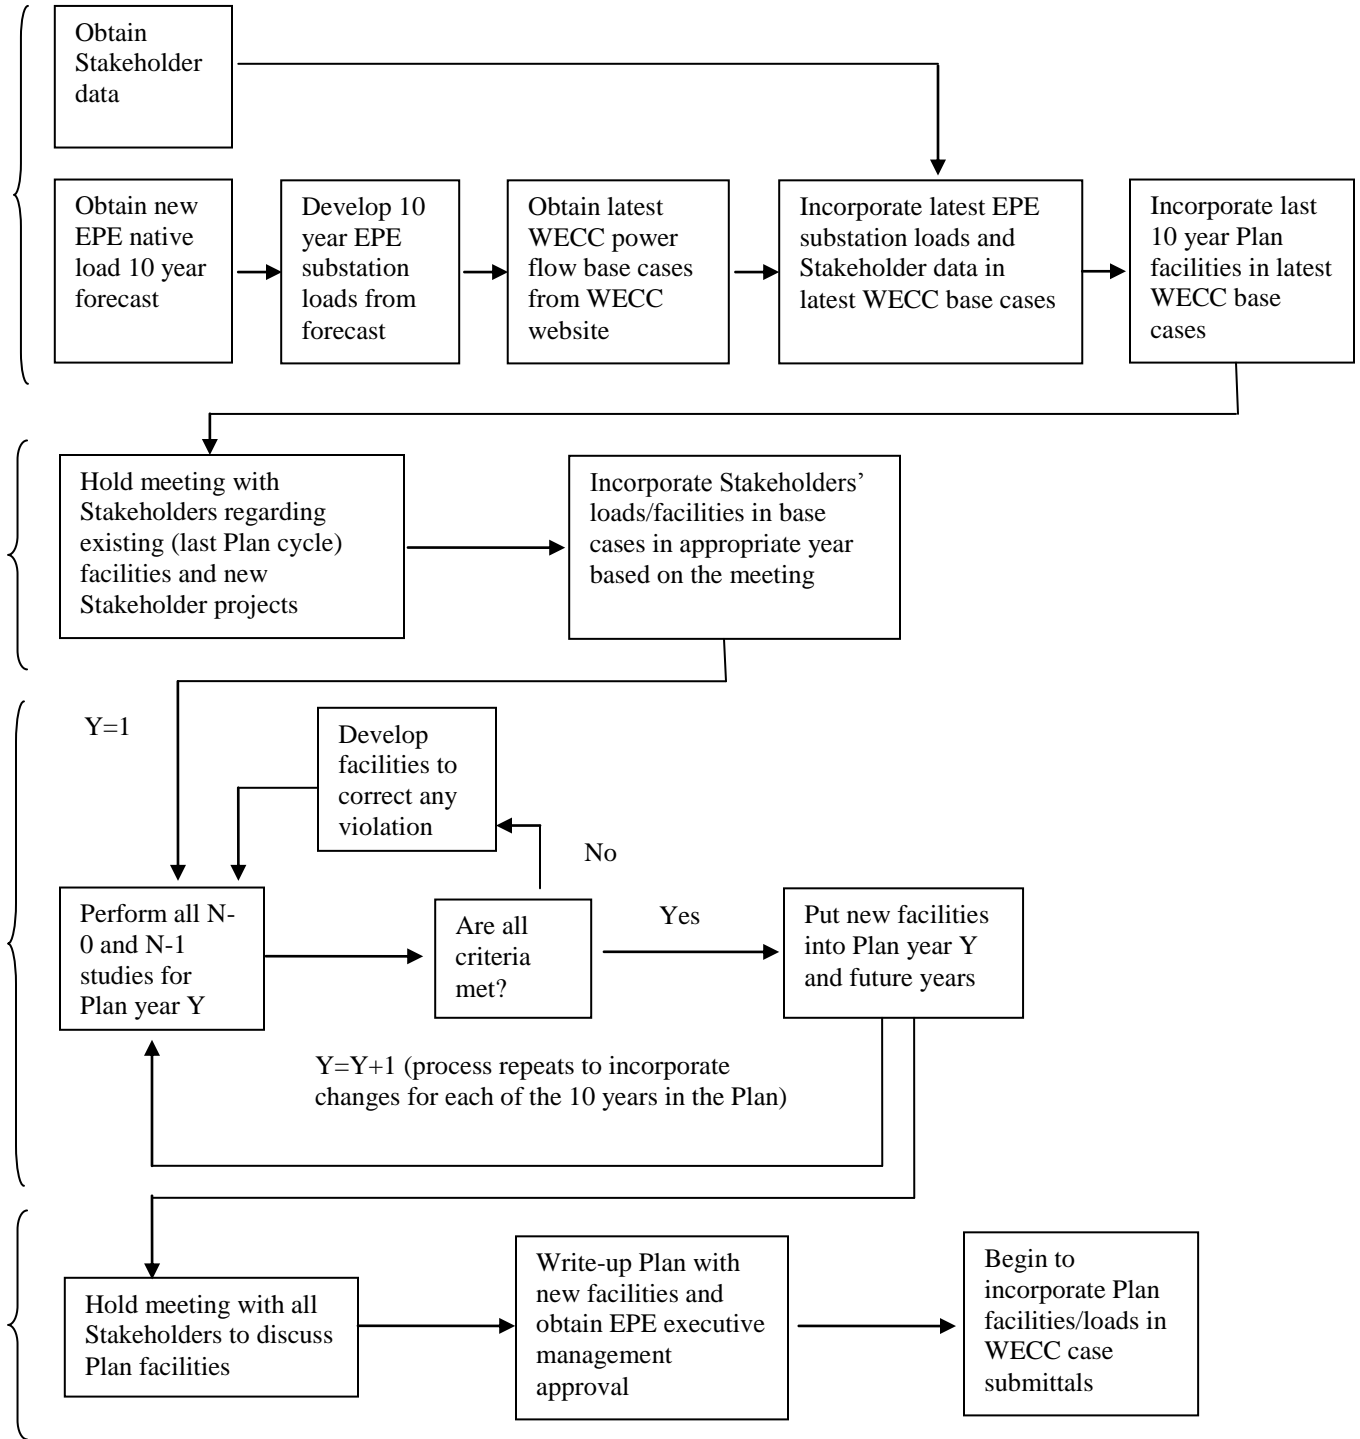 Obtain
Stakeholder
data
Obtain new
EPE native
load 10 year
forecast
Develop 10
year EPE
substation
loads from
forecast
Obtain latest
WECC power
flow base cases
from WECC
website
Incorporate latest EPE
substation loads and
Stakeholder data in
latest WECC base cases
Incorporate last
10 year Plan
facilities in latest
WECC base
cases
Hold meeting with
Stakeholders regarding
existing (last Plan cycle)
facilities and new
Stakeholder projects
Incorporate Stakeholders’
loads/facilities in base
cases in appropriate year
based on the meeting
Y=1
Develop
facilities to
correct any
violation
No
Perform all N-
0 and N-1
studies for
Plan year Y
Are all
criteria
met?
Yes
Put new facilities
into Plan year Y
and future years
Y=Y+1 (process repeats to incorporate
changes for each of the 10 years in the Plan)
Hold meeting with all
Stakeholders to discuss
Plan facilities
Write-up Plan with
new facilities and
obtain EPE executive
management
approval
Begin to
incorporate Plan
facilities/loads in
WECC case
submittals